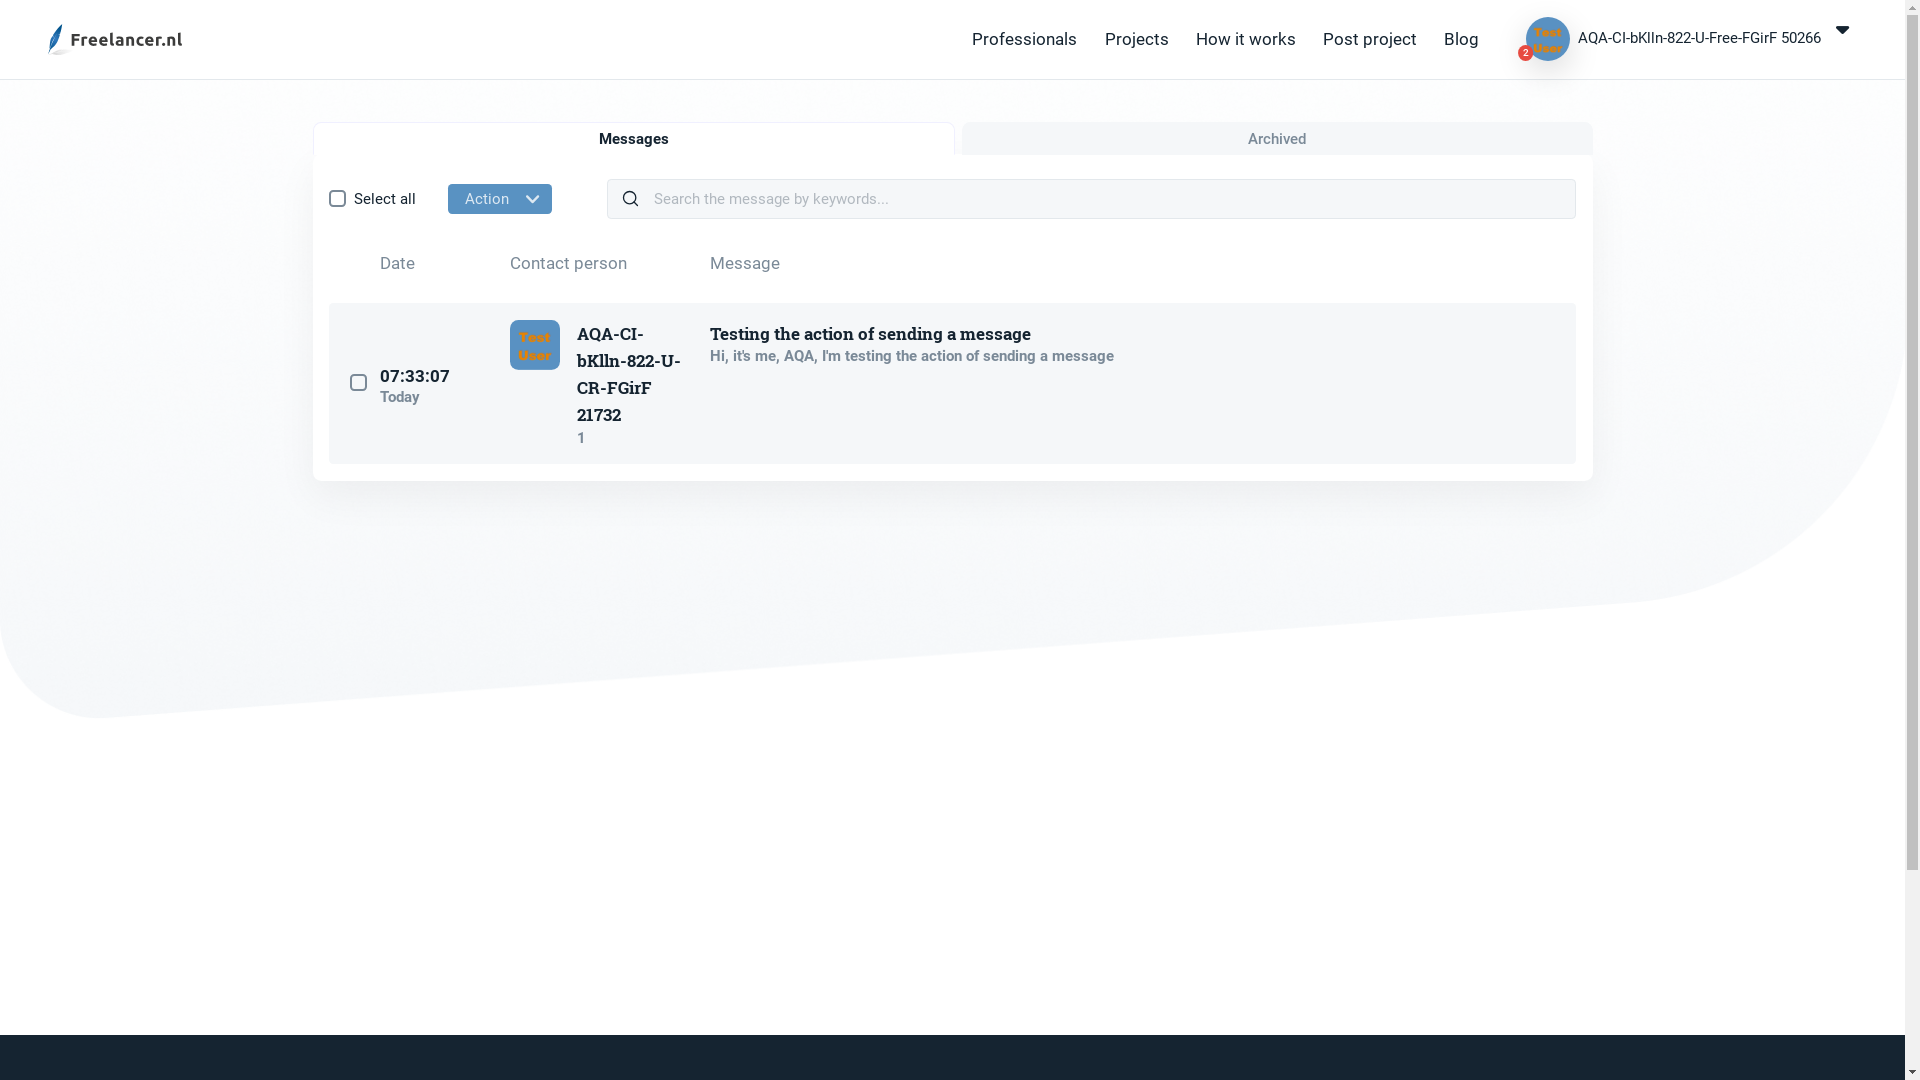 Freelancer.nl
Professionals
Projects
How it works
Post project
Blog
Test
User
2
AQA-CI-bKlln-822-U-Free-FGirF 50266
Messages
Archived
Select all
Action
Search the message by keywords...
Date
Contact person
Message
07:33:07
Today
Test
User
AQA-CI-
bKlln-822-U-
CR-FGirF
21732
1
Testing the action of sending a message
Hi, it's me, AQA, I'm testing the action of sending a message